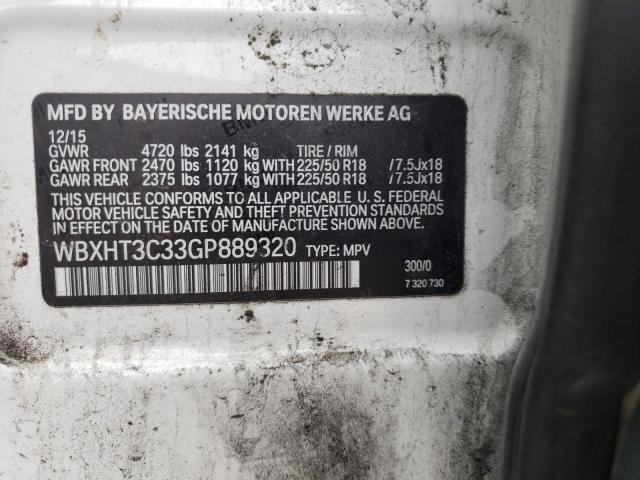 MFD BY BAYERISCHE MOTOREN WERKE AG
12/15
GVWR 4720 lbs 2141 kg TIRE / RIM
GAWR FRONT 2470 lbs 1120 kg WITH 225/50 R18 /7.5Jx18
GAWR REAR 2375 lbs 1077 kg WITH 225/50 R18 /7.5Jx18
THIS VEHICLE CONFORMS TO ALL APPLICABLE U. S. FEDERAL
MOTOR VEHICLE SAFETY AND THEFT PREVENTION STANDARDS
IN EFFECT ON THE DATE OF MANUFACTURE SHOWN ABOVE.
WBXHT3C33GP889320 TYPE: MPV
300/0
7 320 730